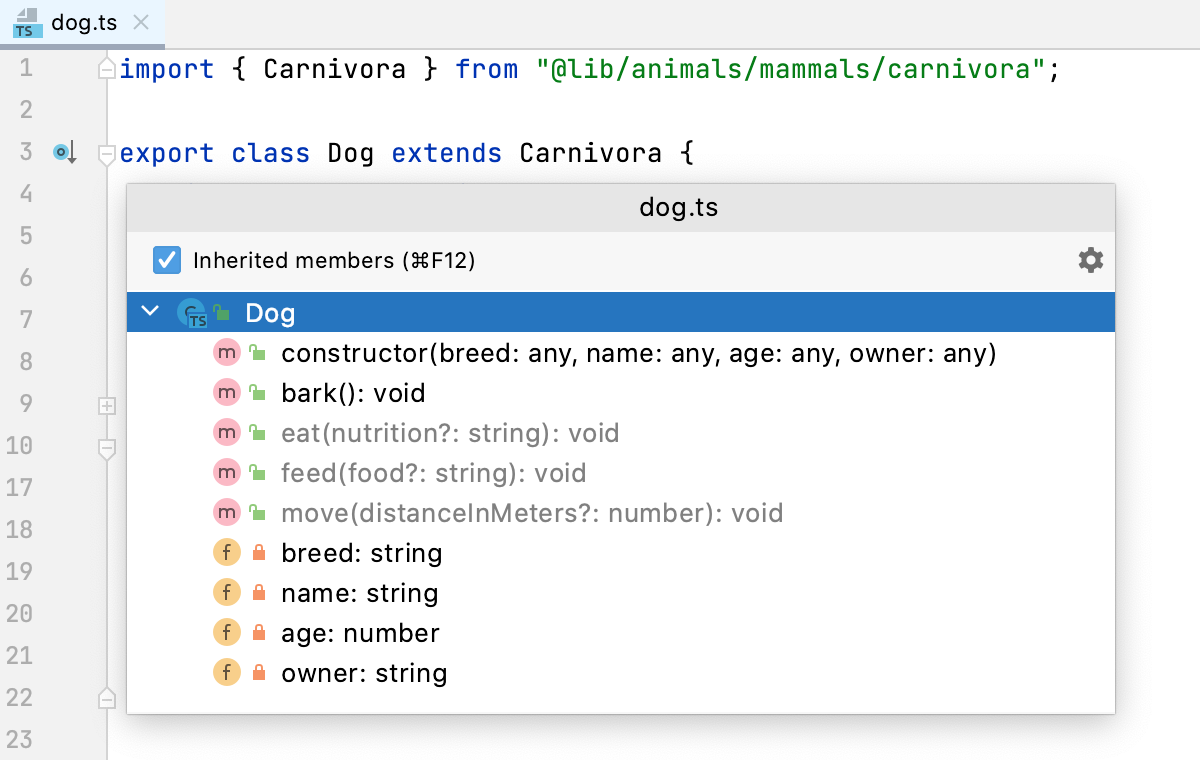 TS dog.ts
1 import { Carnivora } from "@lib/animals/mammals/carnivora";
2
3 export class Dog extends Carnivora {
4
dog.ts
5
Inherited members (⌘F12)
6
7 C TS Dog
8 m constructor(breed: any, name: any, age: any, owner: any)
m bark(): void
9
10 m eat(nutrition?: string): void
m feed(food?: string): void
17
18 m move(distanceInMeters?: number): void
19 f breed: string
20 f name: string
21 f age: number
22 f owner: string
23